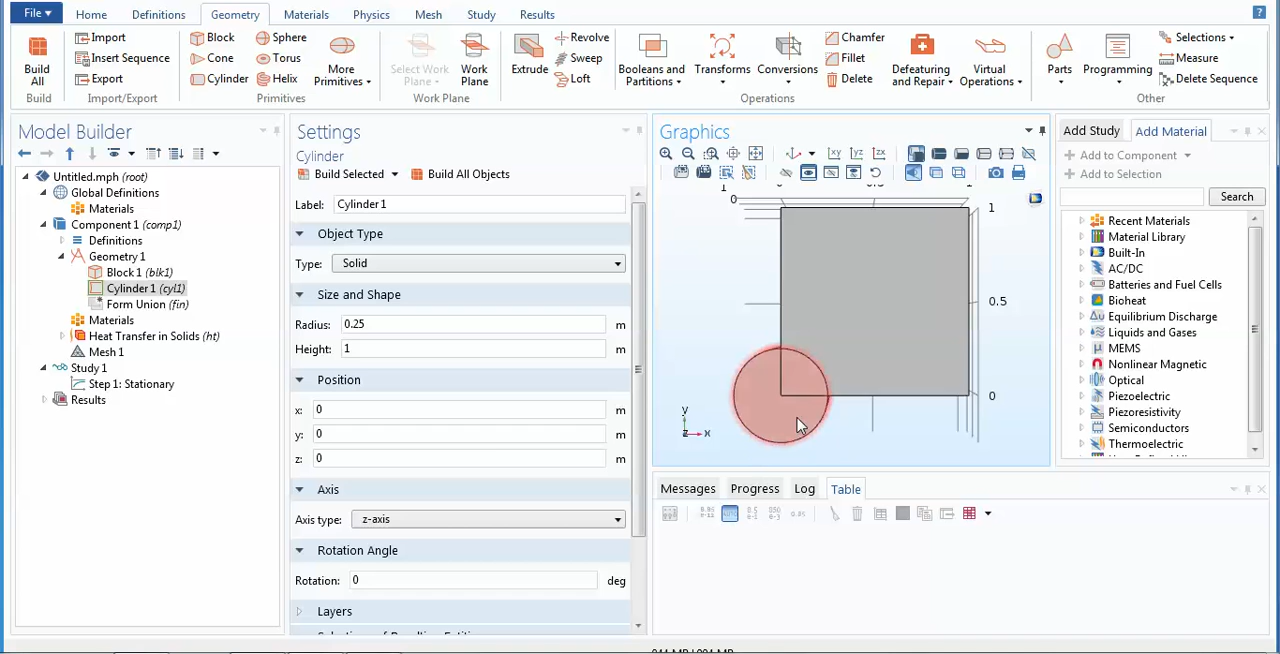 File Home Definitions Geometry Materials Physics Mesh Study Results
Build All
Build
Import
Insert Sequence
Export
Import/Export
Block Sphere
Cone Torus
Cylinder Helix
More Primitives
Primitives
Select Work Plane
Work Plane
Work Plane
Extrude
Revolve
Sweep
Loft
Booleans and Partitions
Transforms
Conversions
Chamfer
Fillet
Delete
Defeaturing and Repair
Virtual Operations
Operations
Parts
Programming
Selections
Measure
Delete Sequence
Other
Model Builder
Untitled.mph (root)
Global Definitions
Materials
Component 1 (comp1)
Definitions
Geometry 1
Block 1 (blk1)
Cylinder 1 (cyl1)
Form Union (fin)
Materials
Heat Transfer in Solids (ht)
Mesh 1
Study 1
Step 1: Stationary
Results
Settings
Cylinder
Build Selected Build All Objects
Label: Cylinder 1
Object Type
Type: Solid
Size and Shape
Radius: 0.25 m
Height: 1 m
Position
x: 0 m
y: 0 m
z: 0 m
Axis
Axis type: z-axis
Rotation Angle
Rotation: 0 deg
Layers
Graphics
xy yz zx
1
0
1
0.5
0
y
z x
Messages Progress Log Table
Add Study Add Material
Add to Component
Add to Selection
Search
Recent Materials
Material Library
Built-In
AC/DC
Batteries and Fuel Cells
Bioheat
Equilibrium Discharge
Liquids and Gases
MEMS
Nonlinear Magnetic
Optical
Piezoelectric
Piezoresistivity
Semiconductors
Thermoelectric